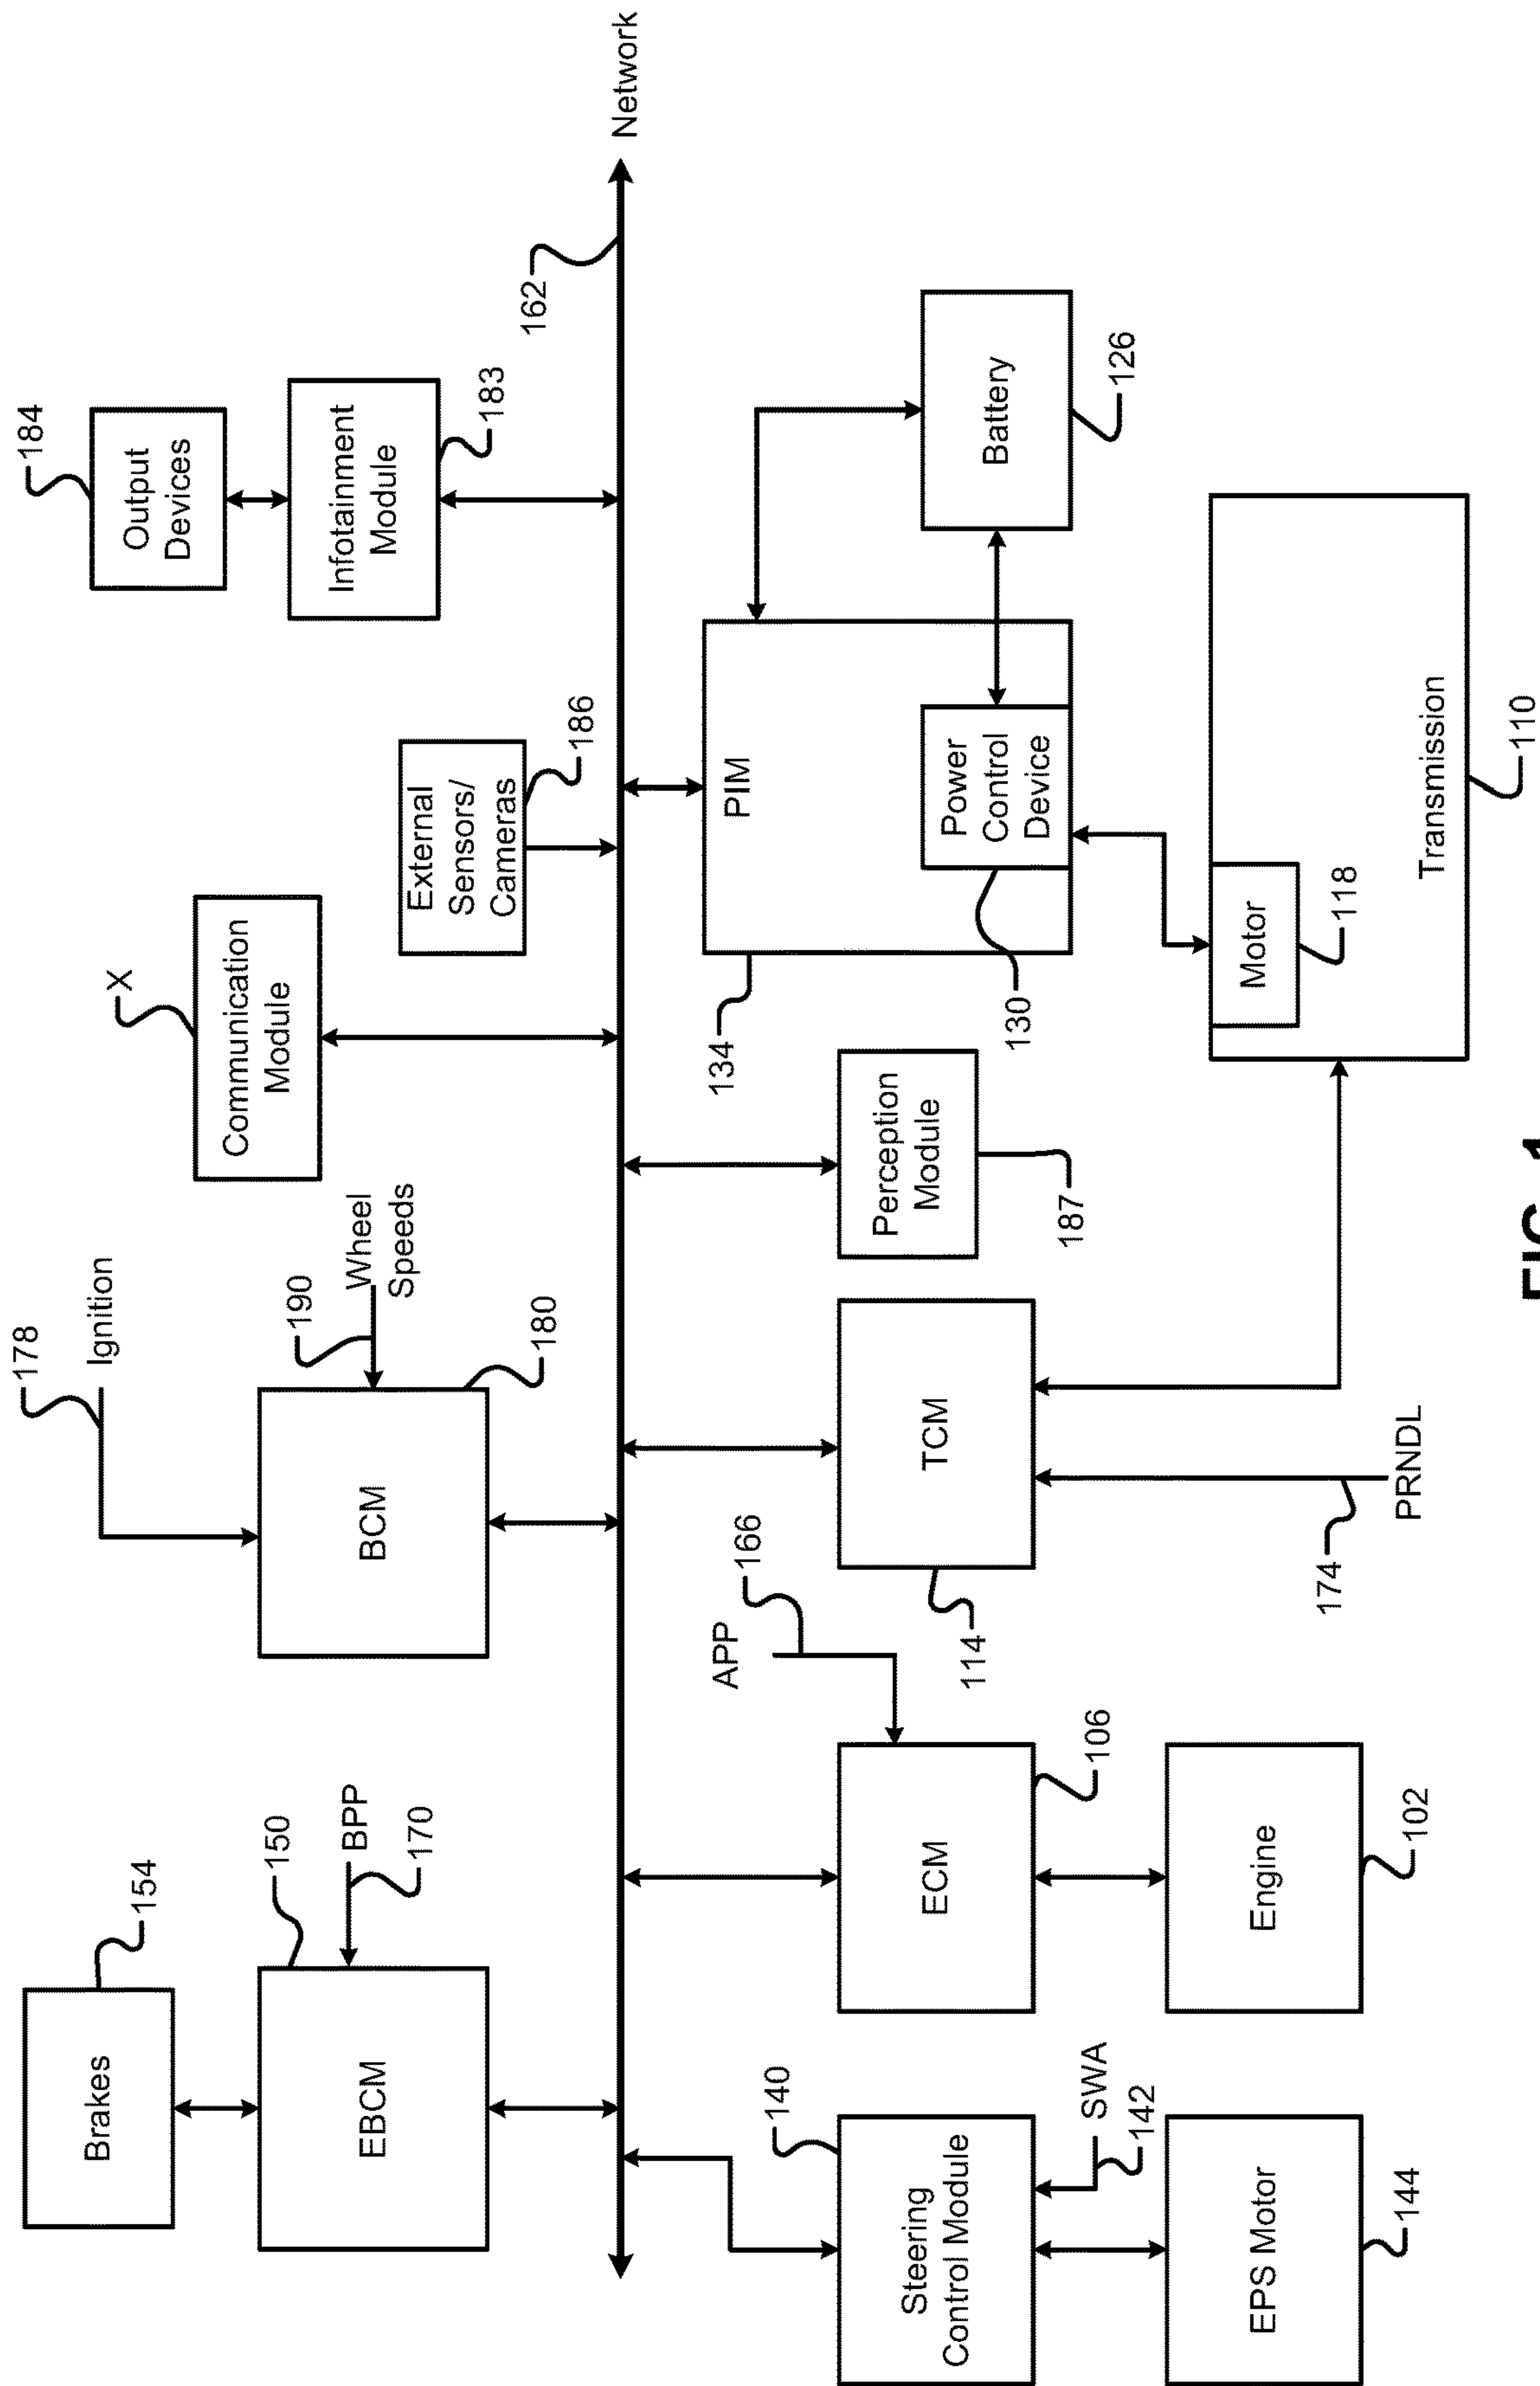 154
Brakes
150
EBCM
BPP
170
178
Ignition
190
Wheel
Speeds
BCM
180
X
Communication
Module
External
Sensors/
Cameras
186
184
Output
Devices
Infotainment
Module
183
162
Network
140
Steering
Control Module
SWA
142
EPS Motor
144
APP
166
ECM
106
Engine
102
114
TCM
174
PRNDL
Perception
Module
187
134
PIM
Power
Control
Device
130
Battery
126
Motor
118
Transmission
110
FIG. 1